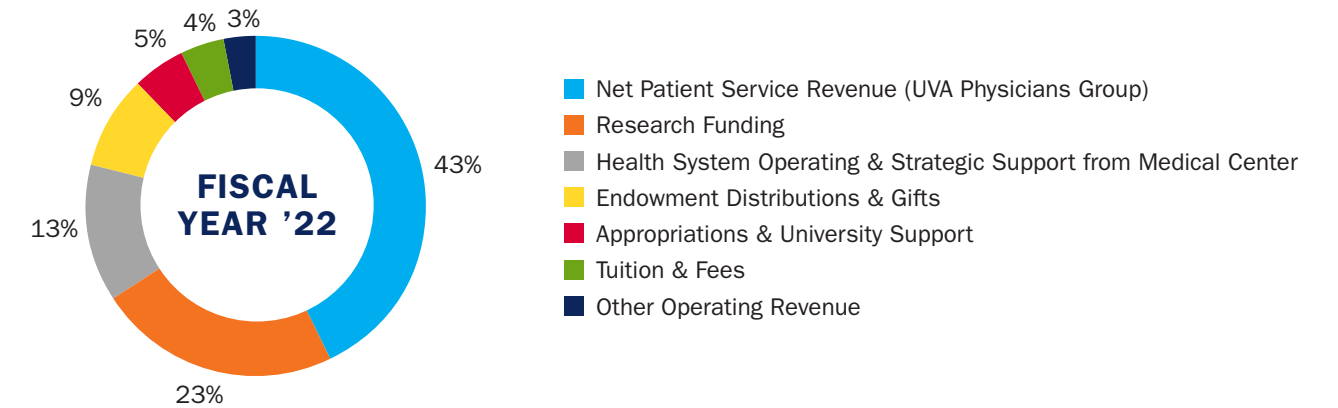 4% 3%
5%
9%
43%
13%
23%
FISCAL
YEAR ’22
Net Patient Service Revenue (UVA Physicians Group)
Research Funding
Health System Operating & Strategic Support from Medical Center
Endowment Distributions & Gifts
Appropriations & University Support
Tuition & Fees
Other Operating Revenue